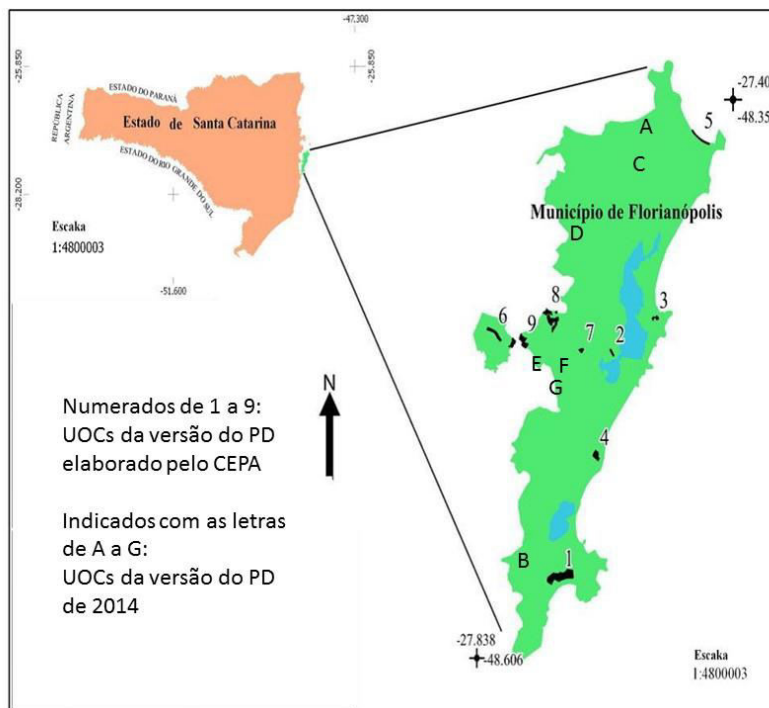 -47.300
-25.850
-25.850
ESTADO DO PARANÁ
REPÚBLICA
ARGENTINA
Estado de Santa Catarina
ESTADO DO RIO GRANDE DO SUL
-28.200
Escaka
1:4800003
-51.600
-27.40
-48.35
A
5
C
Município de Florianópolis
D
8
3
6
9
7
2
E
F
G
N
Numerados de 1 a 9:
UOCs da versão do PD
elaborado pelo CEPA
4
Indicados com as letras
de A a G:
UOCs da versão do PD
de 2014
B
1
-27.838
-48.606
Escaka
1:4800003